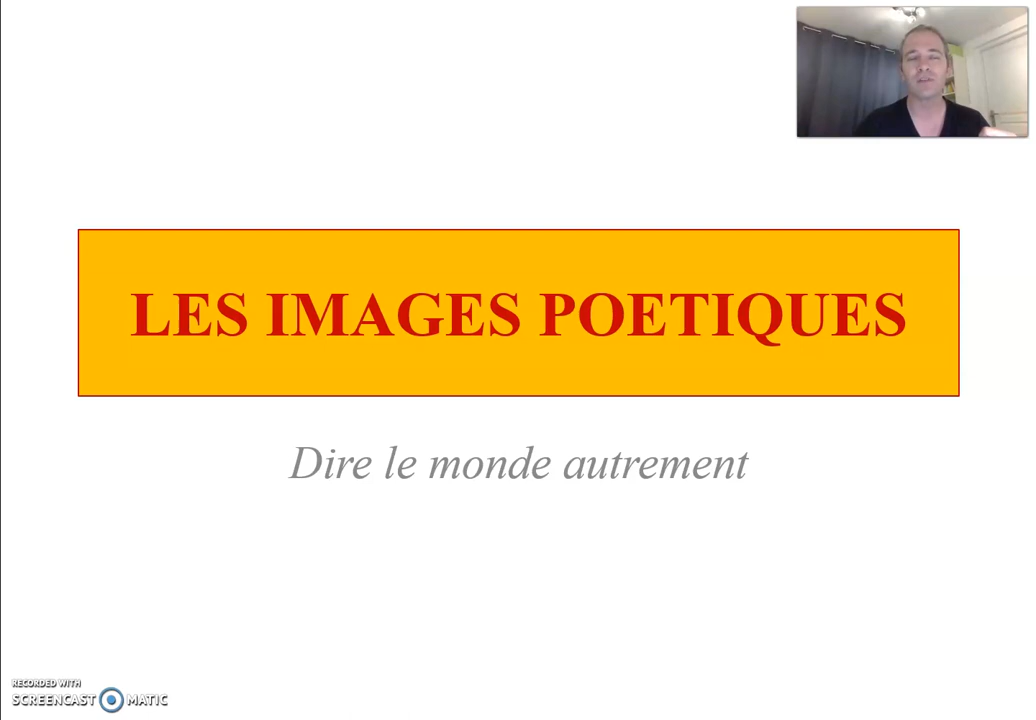 LES IMAGES POETIQUES
Dire le monde autrement
RECORDED WITH
SCREENCAST MATIC